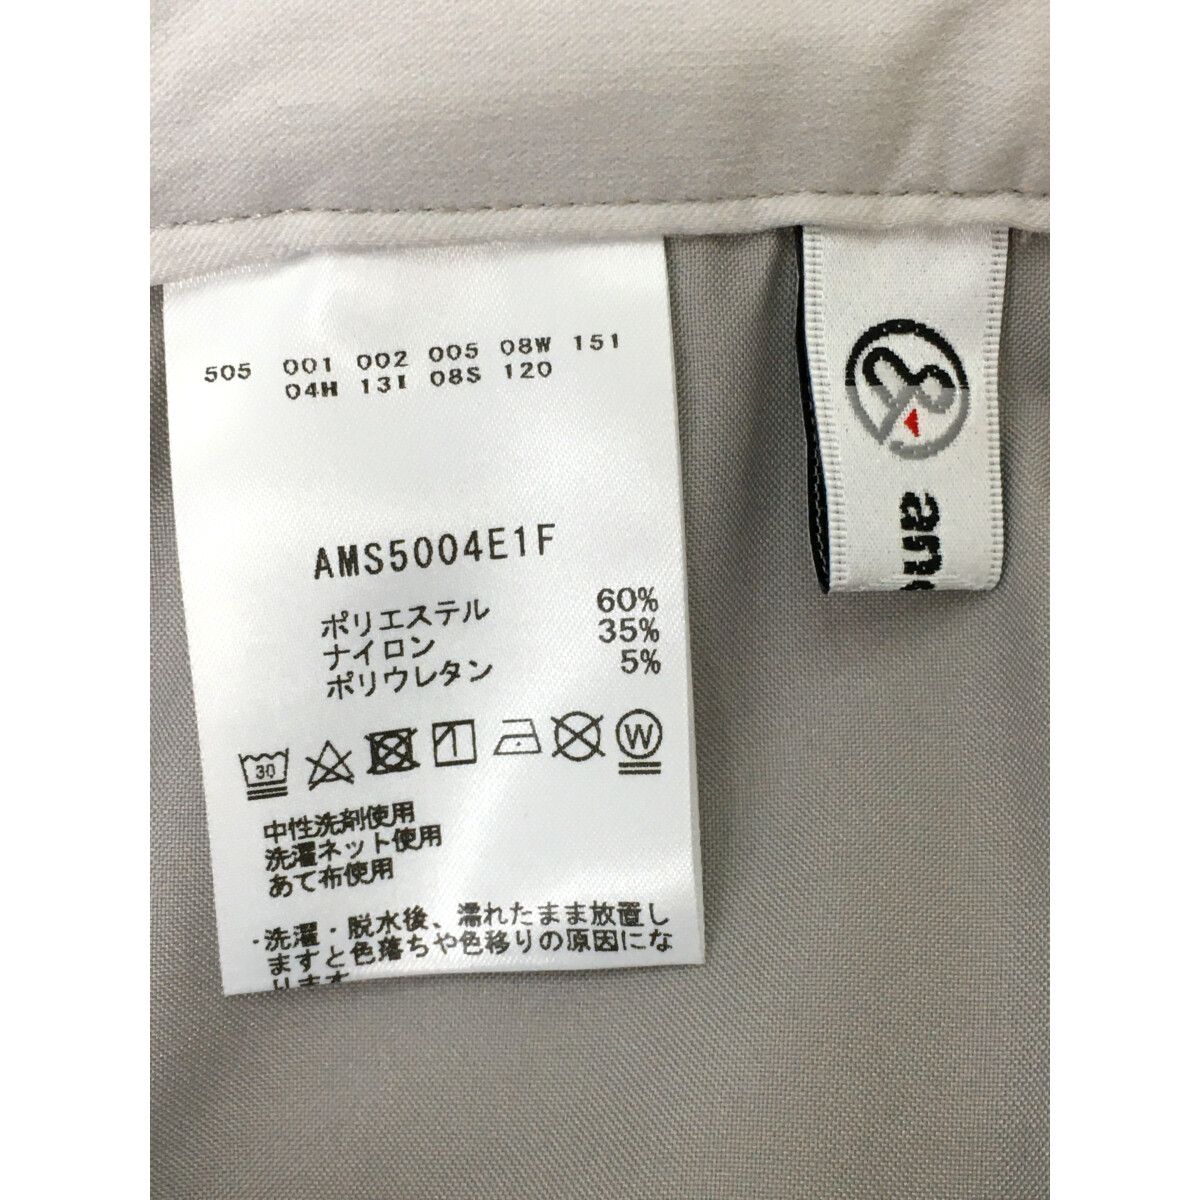 505 001 002 005 08W 151
04H 13I 08S 120
AMS5004E1F
ポリエステル 60%
ナイロン 35%
ポリウレタン 5%
30
W
中性洗剤使用
洗濯ネット使用
あて布使用
・洗濯・脱水後、濡れたまま放置し
ますと色落ちや色移りの原因にな
ります
an